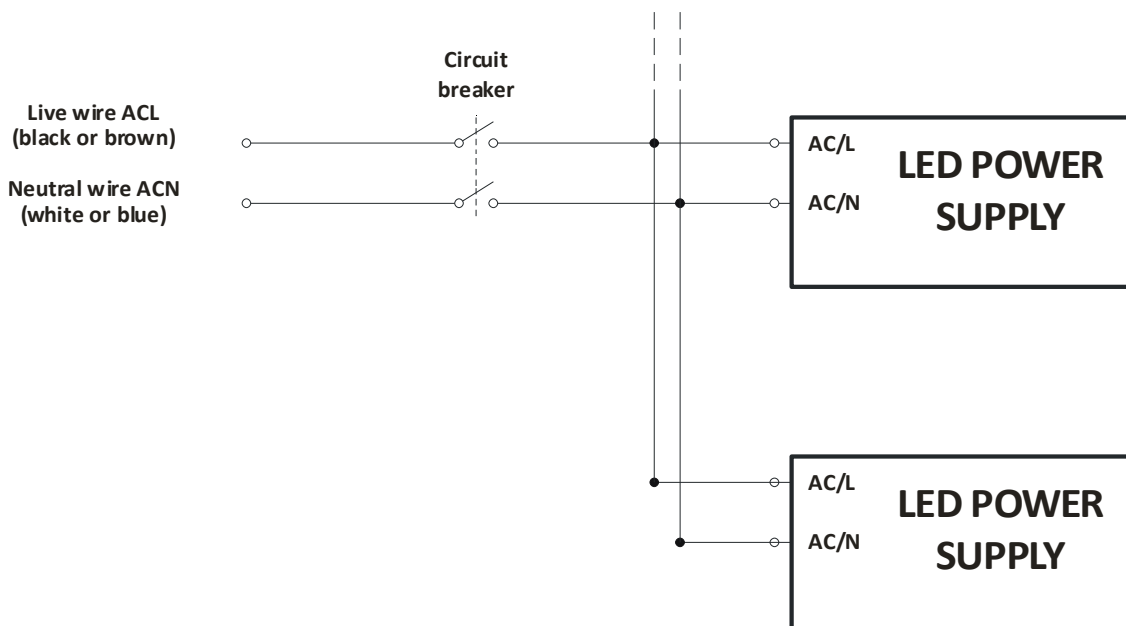 Circuit
breaker
Live wire ACL
(black or brown)
Neutral wire ACN
(white or blue)
AC/L
AC/N
LED POWER
SUPPLY
AC/L
AC/N
LED POWER
SUPPLY